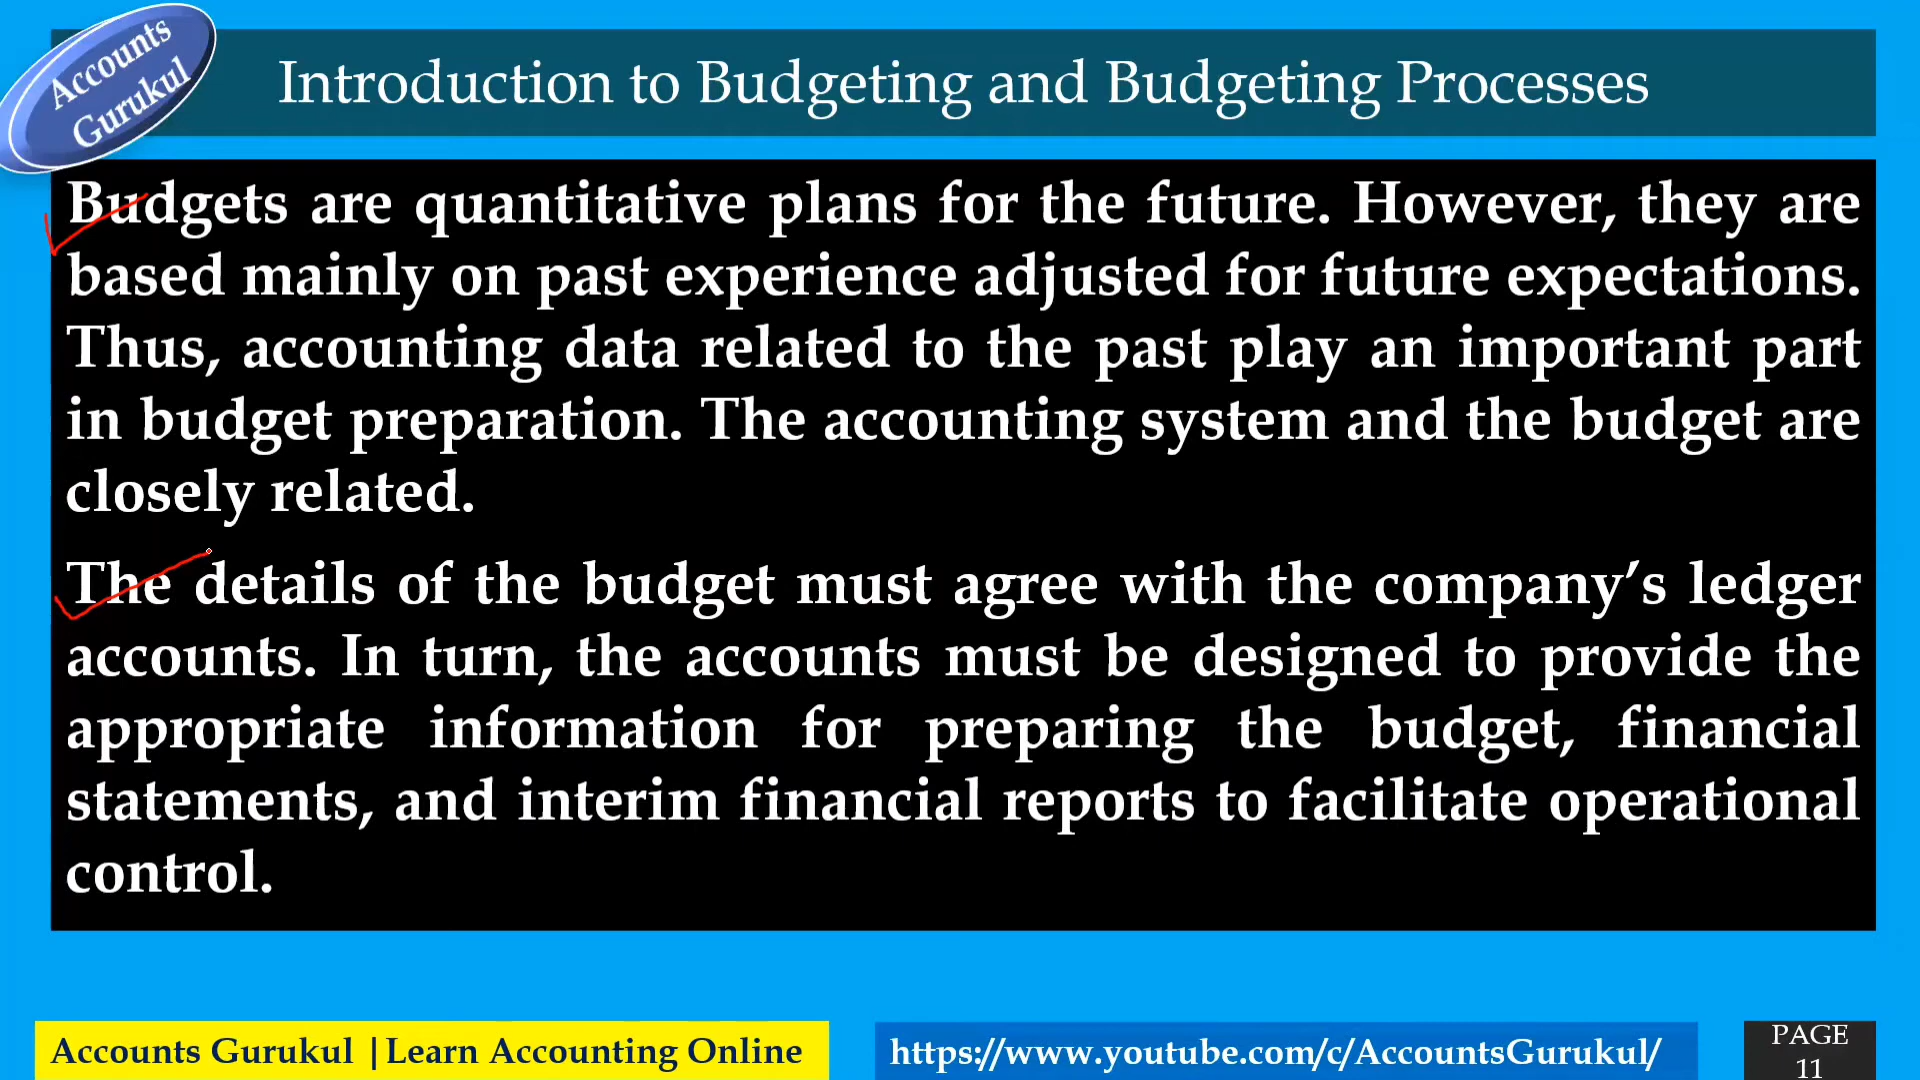 Accounts
Gurukul
Introduction to Budgeting and Budgeting Processes
Budgets are quantitative plans for the future. However, they are
based mainly on past experience adjusted for future expectations.
Thus, accounting data related to the past play an important part
in budget preparation. The accounting system and the budget are
closely related.
The details of the budget must agree with the company’s ledger
accounts. In turn, the accounts must be designed to provide the
appropriate information for preparing the budget, financial
statements, and interim financial reports to facilitate operational
control.
Accounts Gurukul |Learn Accounting Online
https://www.youtube.com/c/AccountsGurukul/
PAGE
11